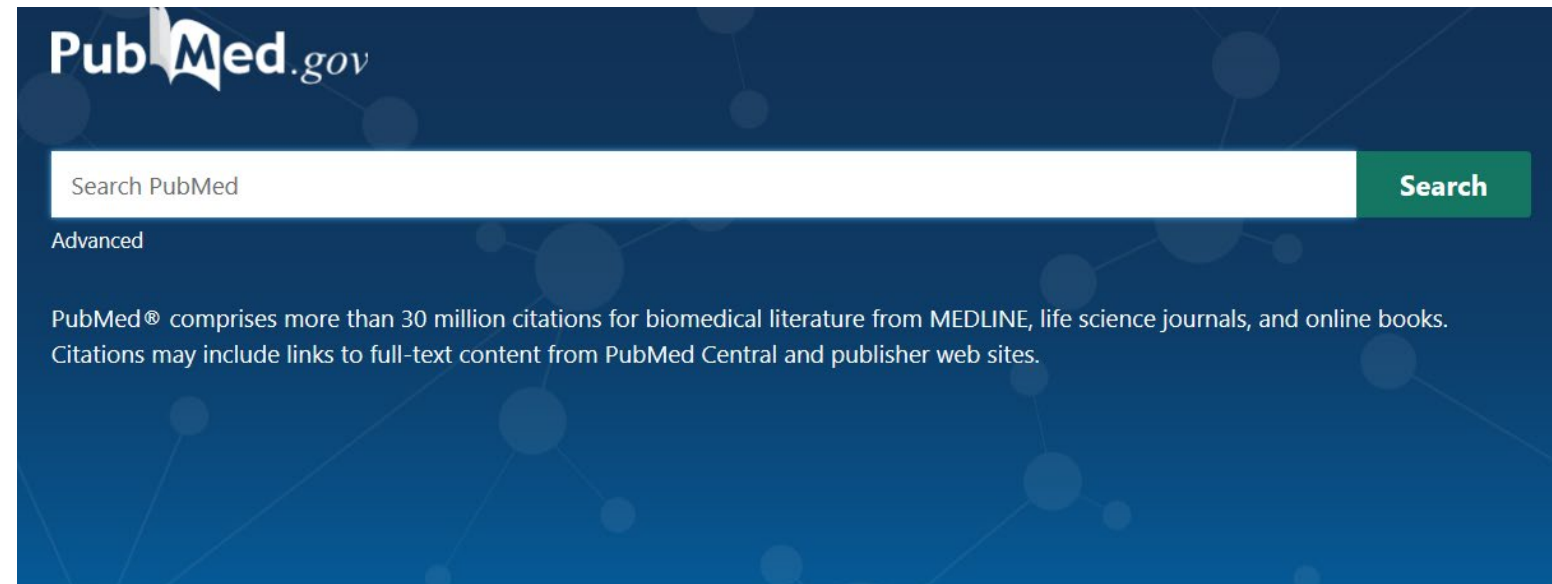 PubMed.gov
Search PubMed
Search
Advanced
PubMed® comprises more than 30 million citations for biomedical literature from MEDLINE, life science journals, and online books.
Citations may include links to full-text content from PubMed Central and publisher web sites.